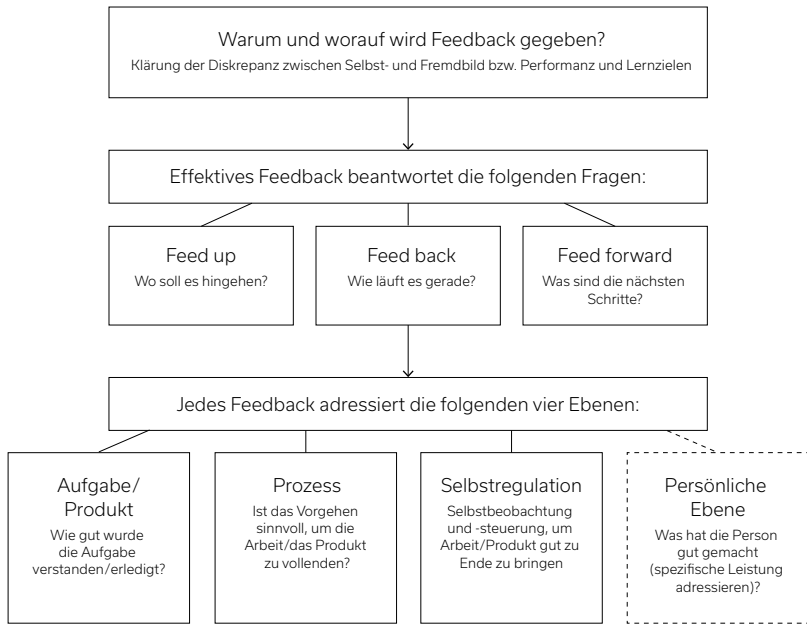 Warum und worauf wird Feedback gegeben?
Klärung der Diskrepanz zwischen Selbst- und Fremdbild bzw. Performanz und Lernzielen
Effektives Feedback beantwortet die folgenden Fragen:
Feed up
Wo soll es hingehen?
Feed back
Wie läuft es gerade?
Feed forward
Was sind die nächsten
Schritte?
Jedes Feedback adressiert die folgenden vier Ebenen:
Aufgabe/
Produkt
Wie gut wurde
die Aufgabe
verstanden/erledigt?
Prozess
Ist das Vorgehen
sinnvoll, um die
Arbeit/das Produkt
zu vollenden?
Selbstregulation
Selbstbeobachtung
und -steuerung, um
Arbeit/Produkt gut zu
Ende zu bringen
Persönliche
Ebene
Was hat die Person
gut gemacht
(spezifische Leistung
adressieren)?